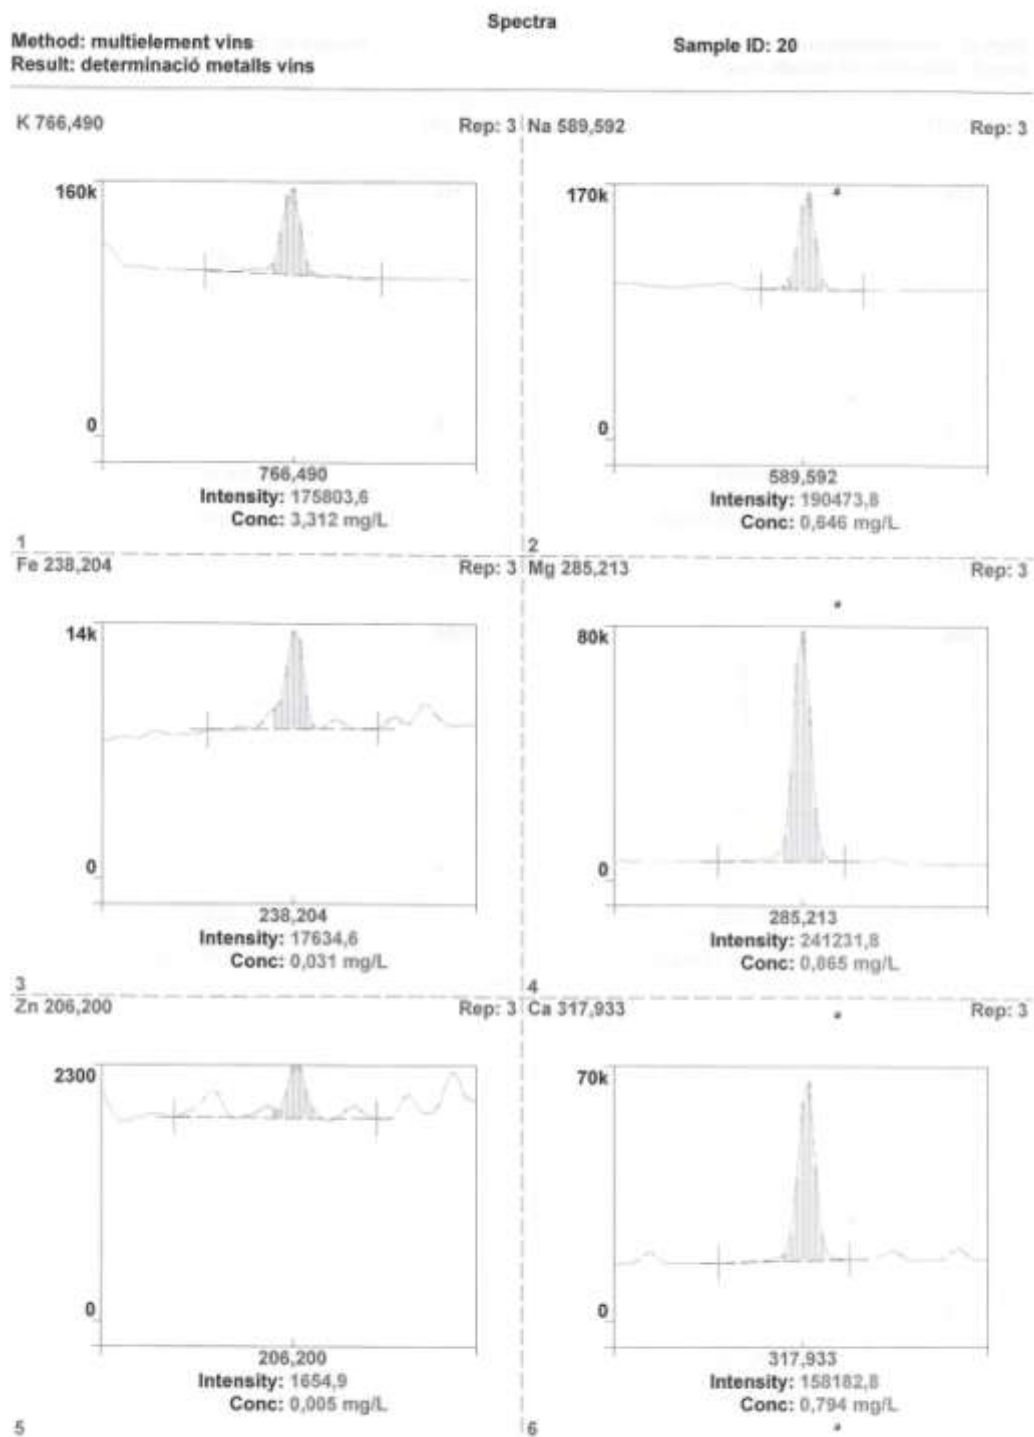 Spectra
Method: multielement vins
Sample ID: 20
Result: determinació metalls vins
K 766,490
Rep: 3
160k
0
766,490
Intensity: 175803,6
Conc: 3,312 mg/L
1
Na 589,592
Rep: 3
170k
0
589,592
Intensity: 190473,8
Conc: 0,646 mg/L
2
Fe 238,204
Rep: 3
14k
0
238,204
Intensity: 17634,6
Conc: 0,031 mg/L
3
Mg 285,213
Rep: 3
80k
0
285,213
Intensity: 241231,8
Conc: 0,865 mg/L
4
Zn 206,200
Rep: 3
2300
0
206,200
Intensity: 1654,9
Conc: 0,005 mg/L
5
Ca 317,933
Rep: 3
70k
0
317,933
Intensity: 158182,8
Conc: 0,794 mg/L
6